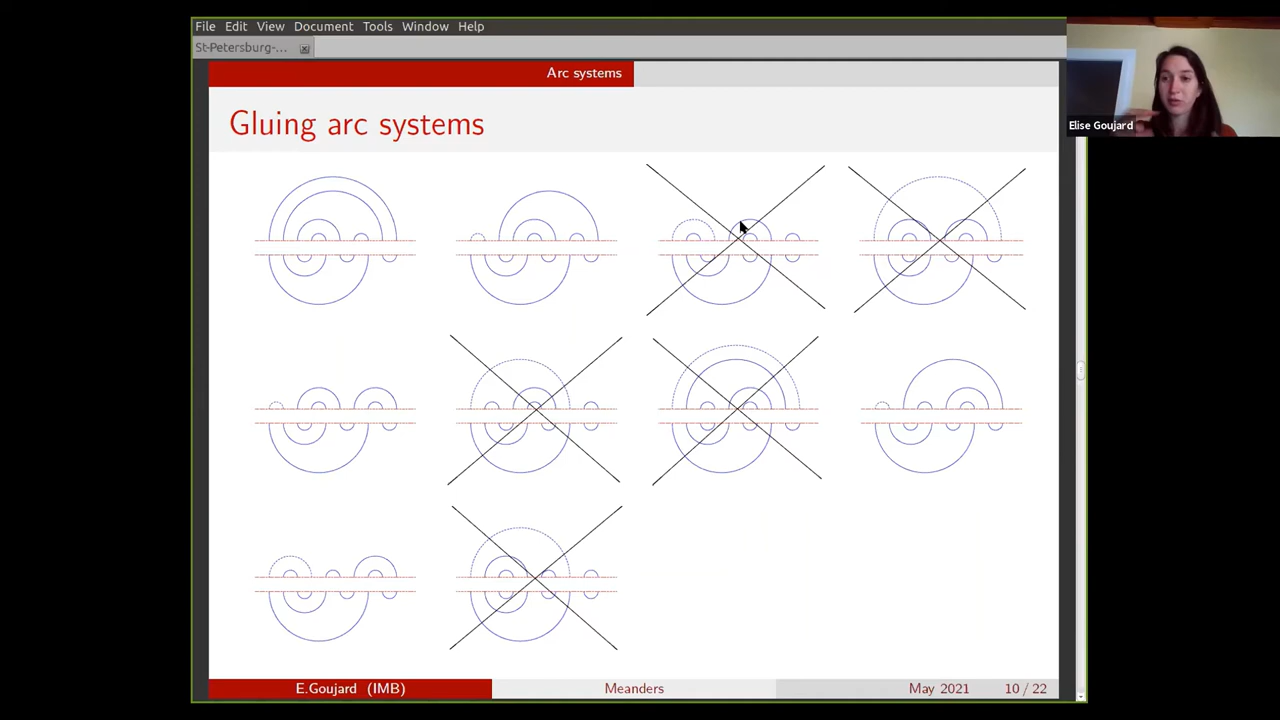 File Edit View Document Tools Window Help
St-Petersburg-...
Arc systems
Gluing arc systems
Elise Goujard
E.Goujard (IMB) Meanders May 2021 10 / 22